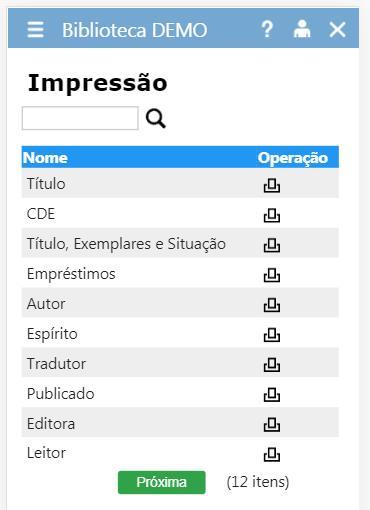 Biblioteca DEMO ?
Impressão
Nome Operação
Título
CDE
Título, Exemplares e Situação
Empréstimos
Autor
Espírito
Tradutor
Publicado
Editora
Leitor
Próxima (12 itens)